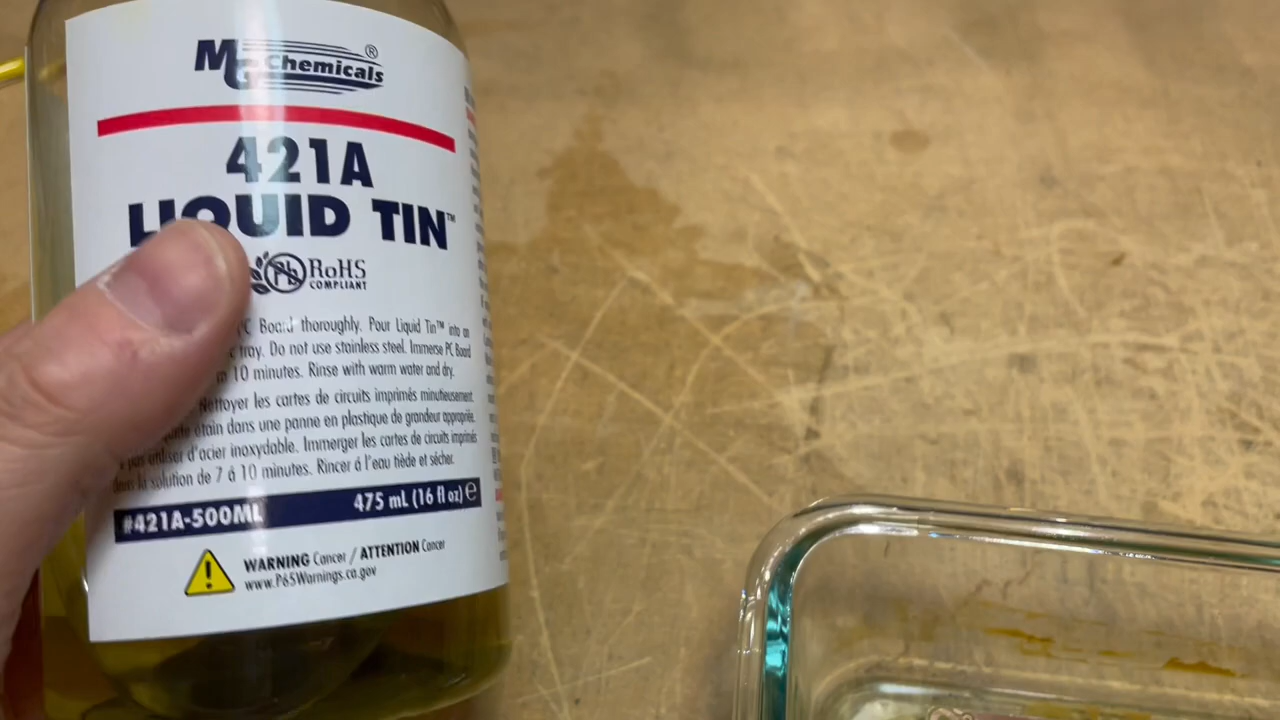 MG Chemicals®
421A
LIQUID TIN™
Pb RoHS
COMPLIANT
PC Board thoroughly. Pour Liquid Tin™ into an
tray. Do not use stainless steel. Immerse PC Board
10 minutes. Rinse with warm water and dry.
Nettoyer les cartes de circuits imprimés minutieusement.
étain dans une panne en plastique de grandeur appropriée.
pas utiliser d'acier inoxydable. Immerger les cartes de circuits imprimés
dans la solution de 7 à 10 minutes. Rincer á l'eau tiède et sécher.
#421A-500ML 475 mL (16 fl oz) e
WARNING Cancer / ATTENTION Cancer
www.P65Warnings.ca.gov